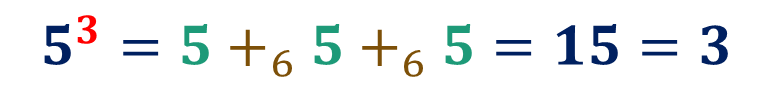 5³ = 5 +₆ 5 +₆ 5 = 15 = 3